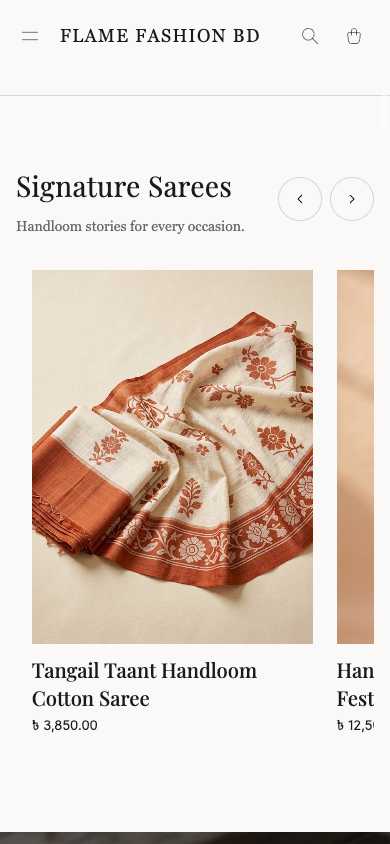 FLAME FASHION BD
Signature Sarees
Handloom stories for every occasion.
Tangail Taant Handloom
Cotton Saree
৳ 3,850.00
Han
Fest
৳ 12,5